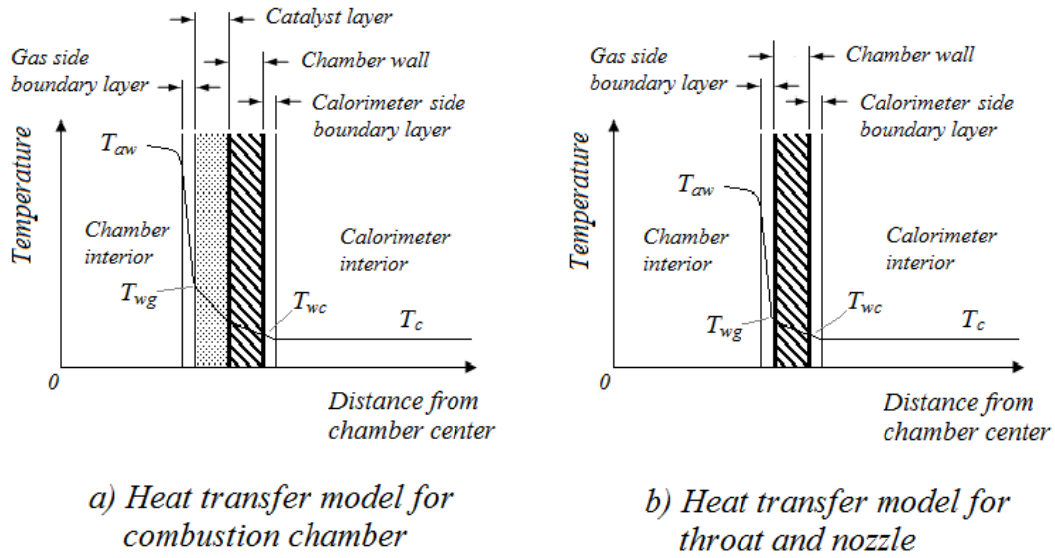 Catalyst layer
Gas side
boundary layer
Chamber wall
Calorimeter side
boundary layer
Temperature
T_aw
Chamber
interior
Calorimeter
interior
T_wg
T_wc
T_c
0
Distance from
chamber center
a) Heat transfer model for
combustion chamber
Gas side
boundary layer
Chamber wall
Calorimeter side
boundary layer
Temperature
T_aw
Chamber
interior
Calorimeter
interior
T_wg
T_wc
T_c
0
Distance from
chamber center
b) Heat transfer model for
throat and nozzle